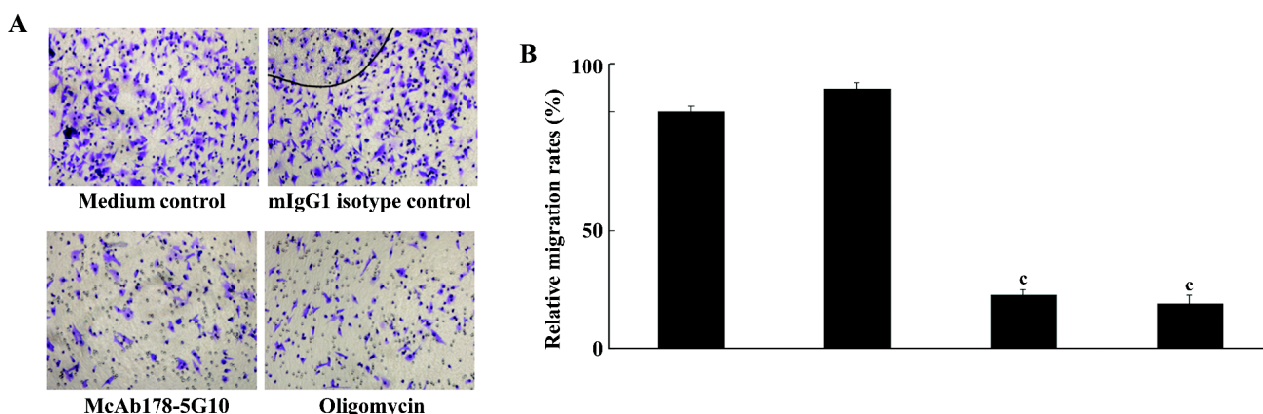 A
Medium control
mIgG1 isotype control
McAb178-5G10
Oligomycin
B
Relative migration rates (%)
100
50
0
c
c